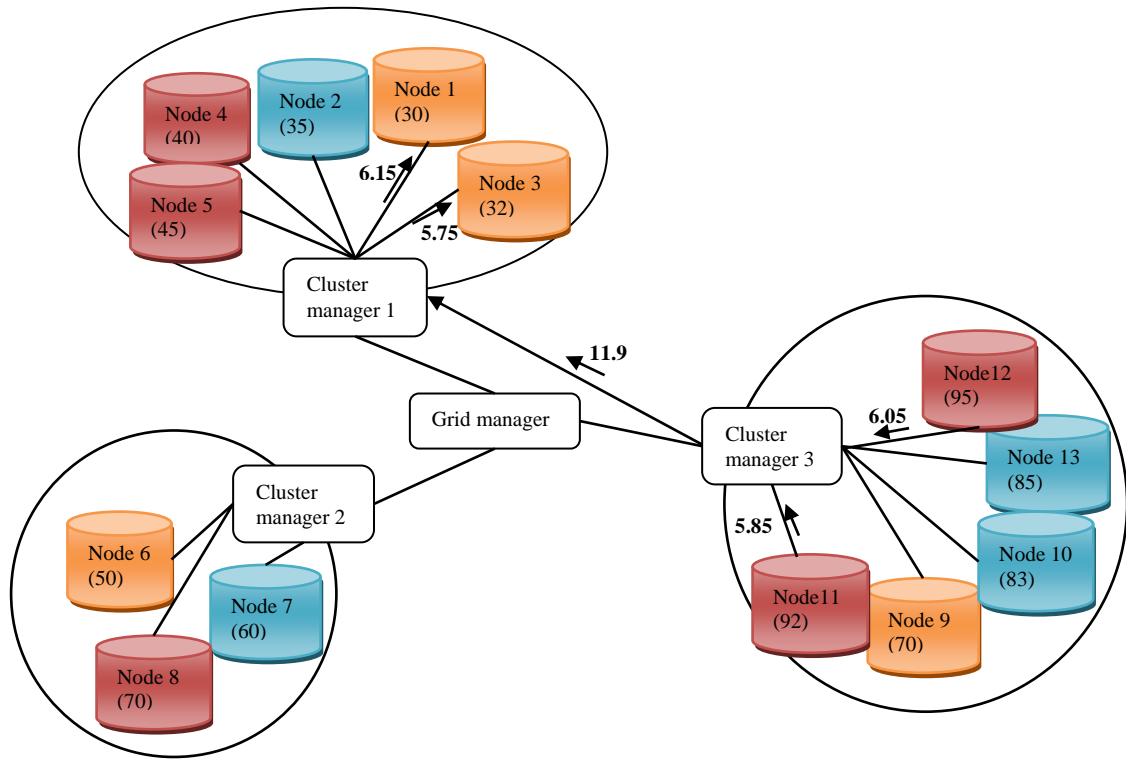 Node 4
(40)
Node 2
(35)
Node 1
(30)
Node 5
(45)
Node 3
(32)
6.15
5.75
Cluster
manager 1
11.9
Grid manager
Cluster
manager 2
Node 6
(50)
Node 7
(60)
Node 8
(70)
Cluster
manager 3
6.05
5.85
Node12
(95)
Node 13
(85)
Node 10
(83)
Node11
(92)
Node 9
(70)